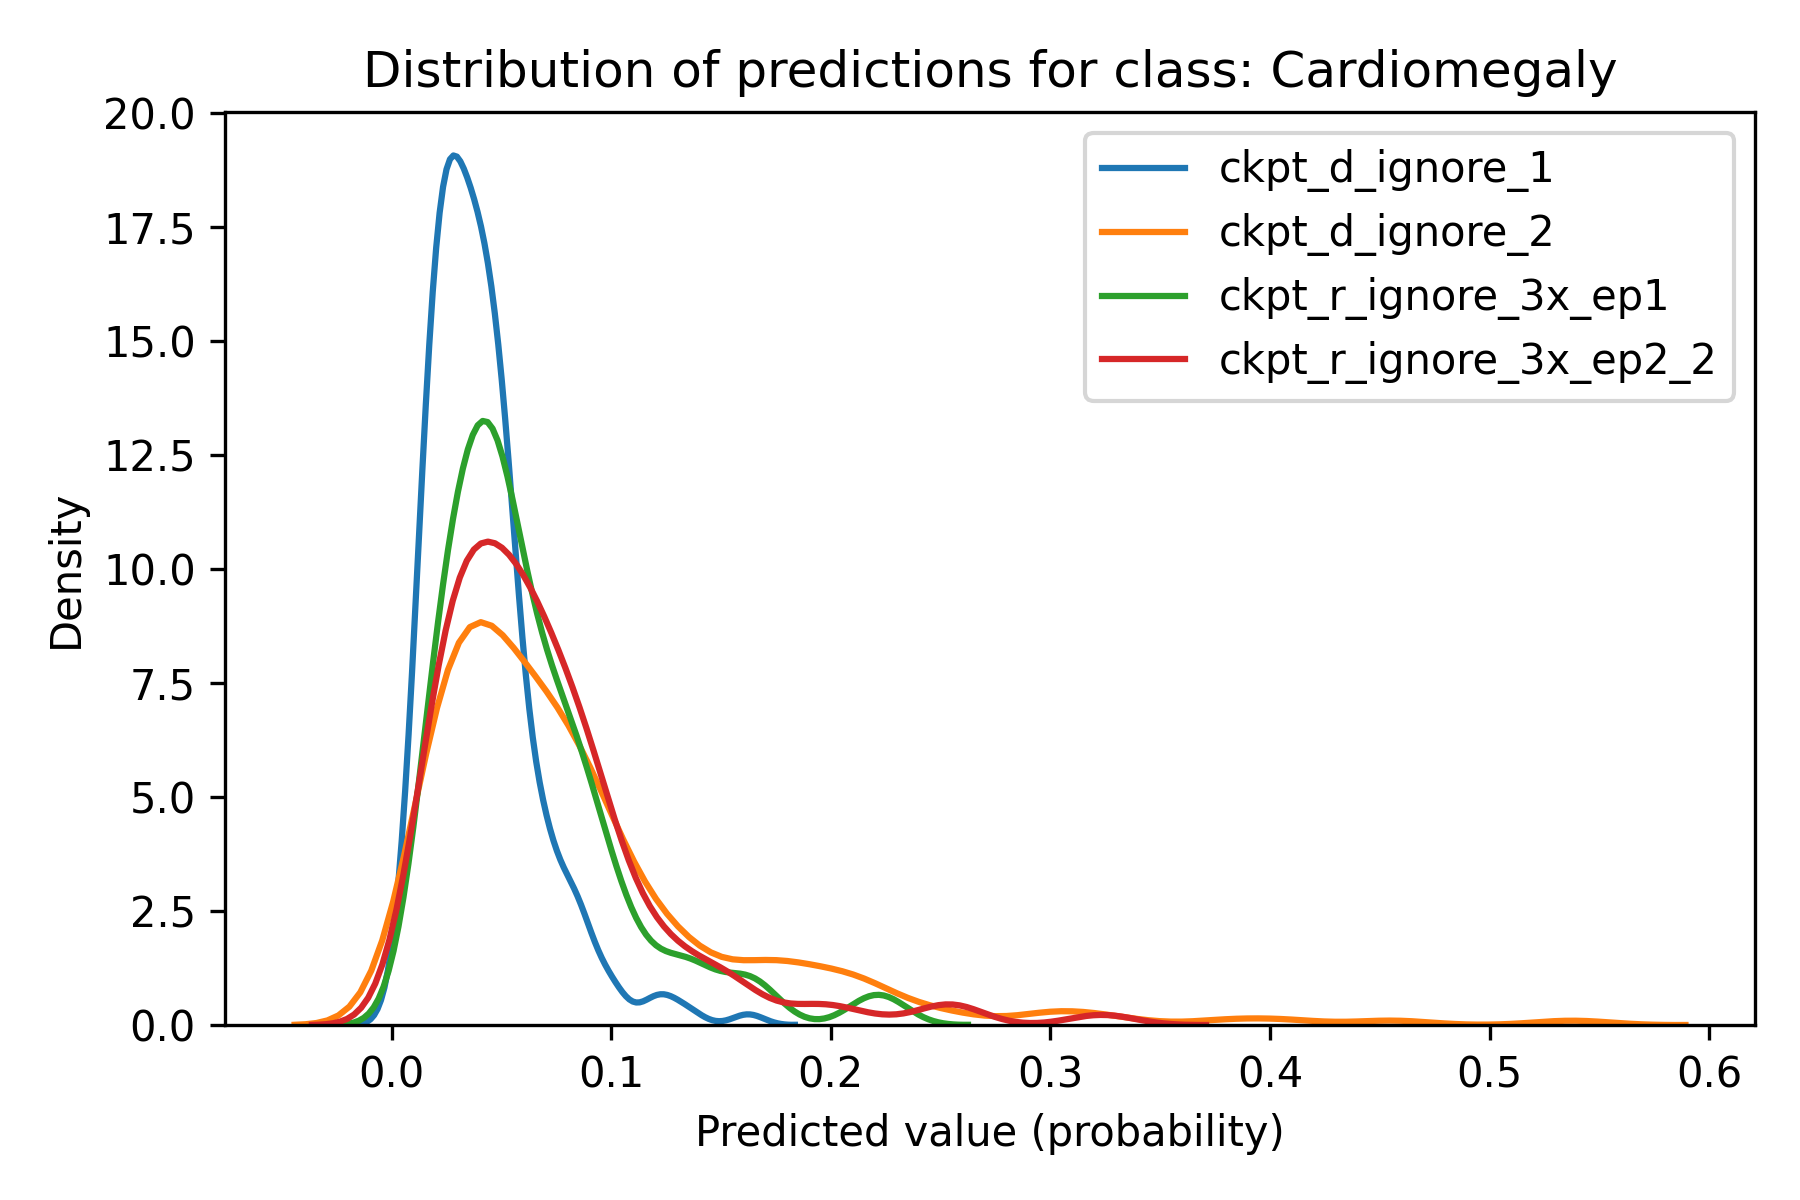 Distribution of predictions for class: Cardiomegaly
20.0
17.5
15.0
12.5
10.0
7.5
5.0
2.5
0.0
Density
ckpt_d_ignore_1
ckpt_d_ignore_2
ckpt_r_ignore_3x_ep1
ckpt_r_ignore_3x_ep2_2
0.0 0.1 0.2 0.3 0.4 0.5 0.6
Predicted value (probability)